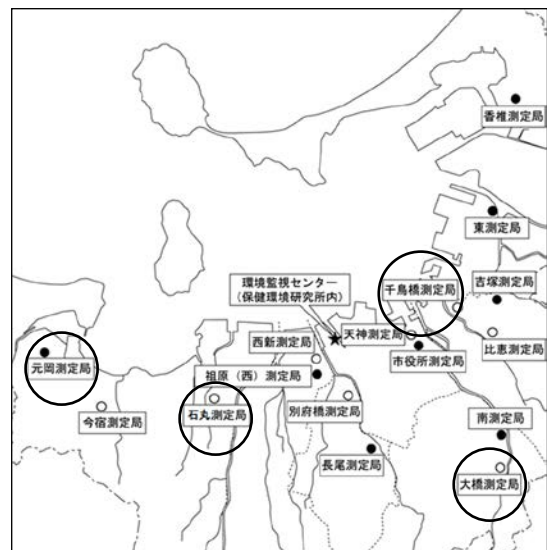 香椎測定局
東測定局
環境監視センター
(保健環境研究所内)
千鳥橋測定局
吉塚測定局
天神測定局
西新測定局
市役所測定局
比恵測定局
元岡測定局
祖原(西)測定局
今宿測定局
石丸測定局
別府橋測定局
南測定局
長尾測定局
大橋測定局